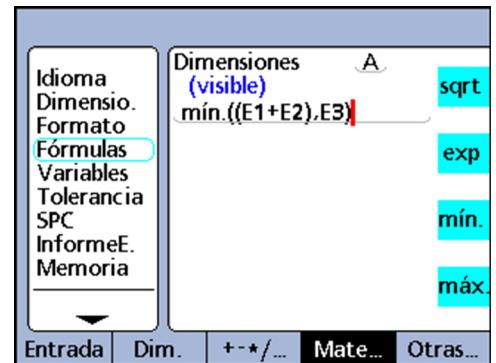 Idioma
Dimensio.
Formato
Fórmulas
Variables
Tolerancia
SPC
InformeE.
Memoria
Dimensiones A
(visible)
mín.((E1+E2),E3)
sqrt
exp
mín.
máx.
Entrada Dim. +-*/... Mate... Otras...